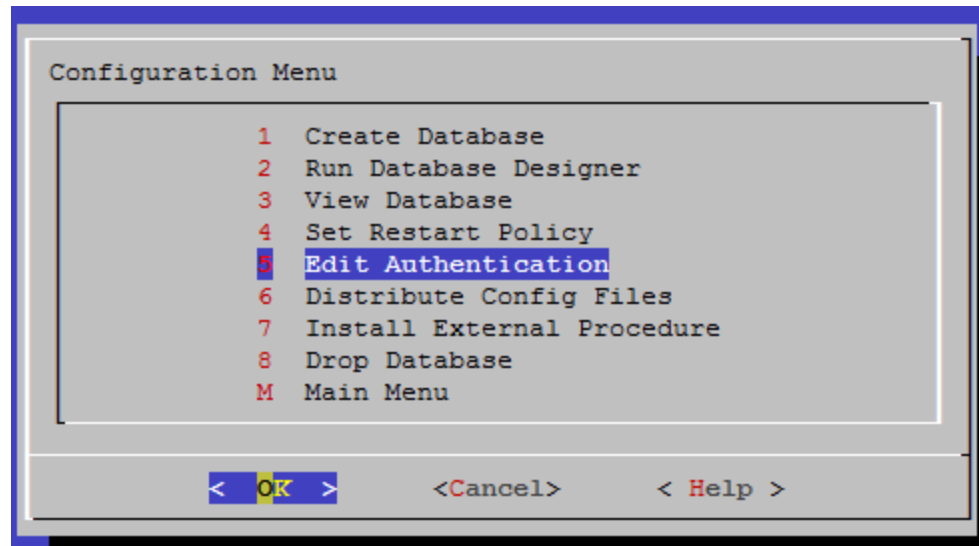 Configuration Menu
1 Create Database
2 Run Database Designer
3 View Database
4 Set Restart Policy
5 Edit Authentication
6 Distribute Config Files
7 Install External Procedure
8 Drop Database
M Main Menu
< OK > <Cancel> < Help >